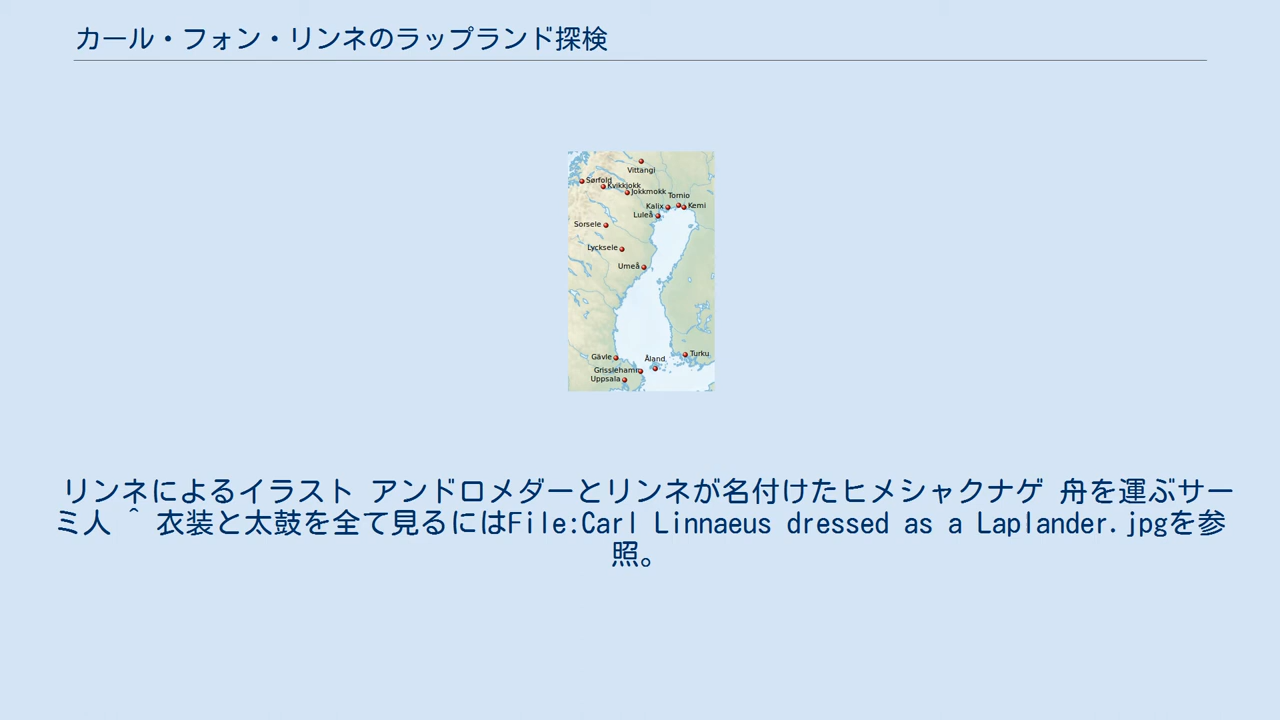 カール・フォン・リンネのラップランド探検
Vittangi
Sørfold
Kvikkjokk
Jokkmokk
Tornio
Kalix
Kemi
Luleå
Sorsele
Lycksele
Umeå
Gävle
Åland
Turku
Grisslehamn
Uppsala
リンネによるイラスト アンドロメダーとリンネが名付けたヒメシャクナゲ 舟を運ぶサー
ミ人 ^ 衣装と太鼓を全て見るにはFile:Carl Linnaeus dressed as a Laplander.jpgを参
照。